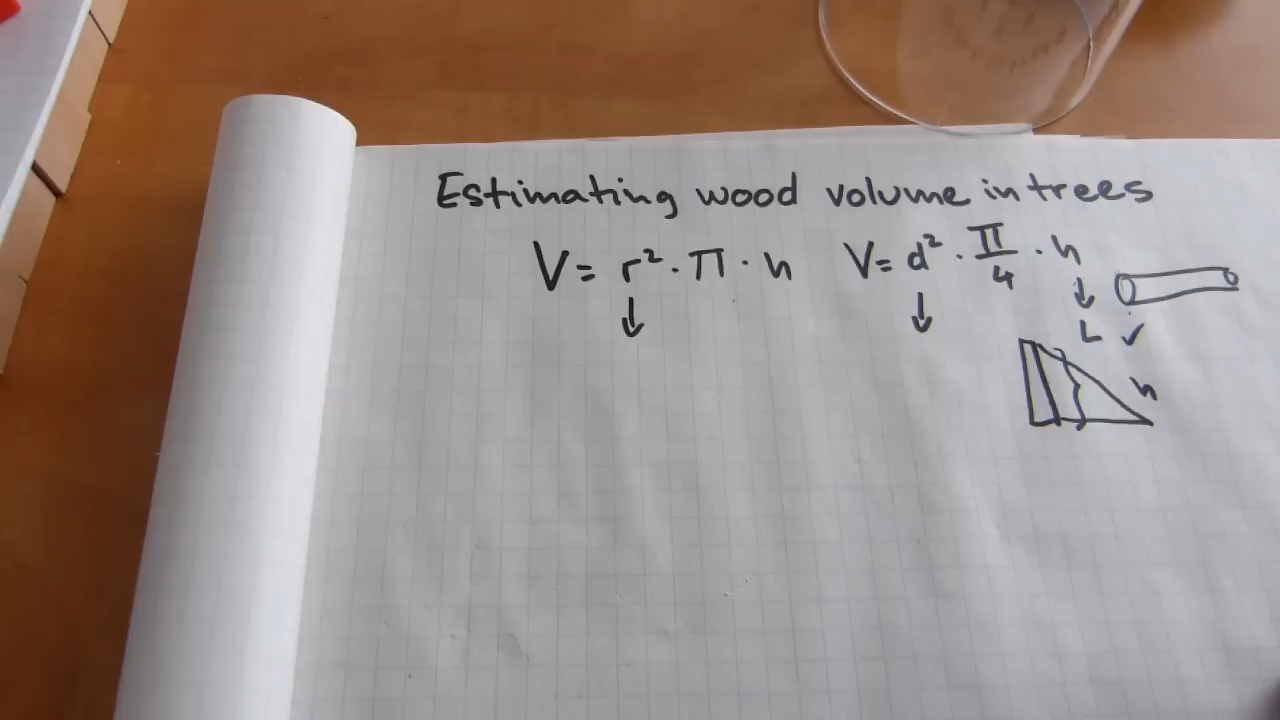 Estimating wood volume in trees
V = r² · π · h V = d² · π/4 · h
↓ ↓ ↓
L ✓
h